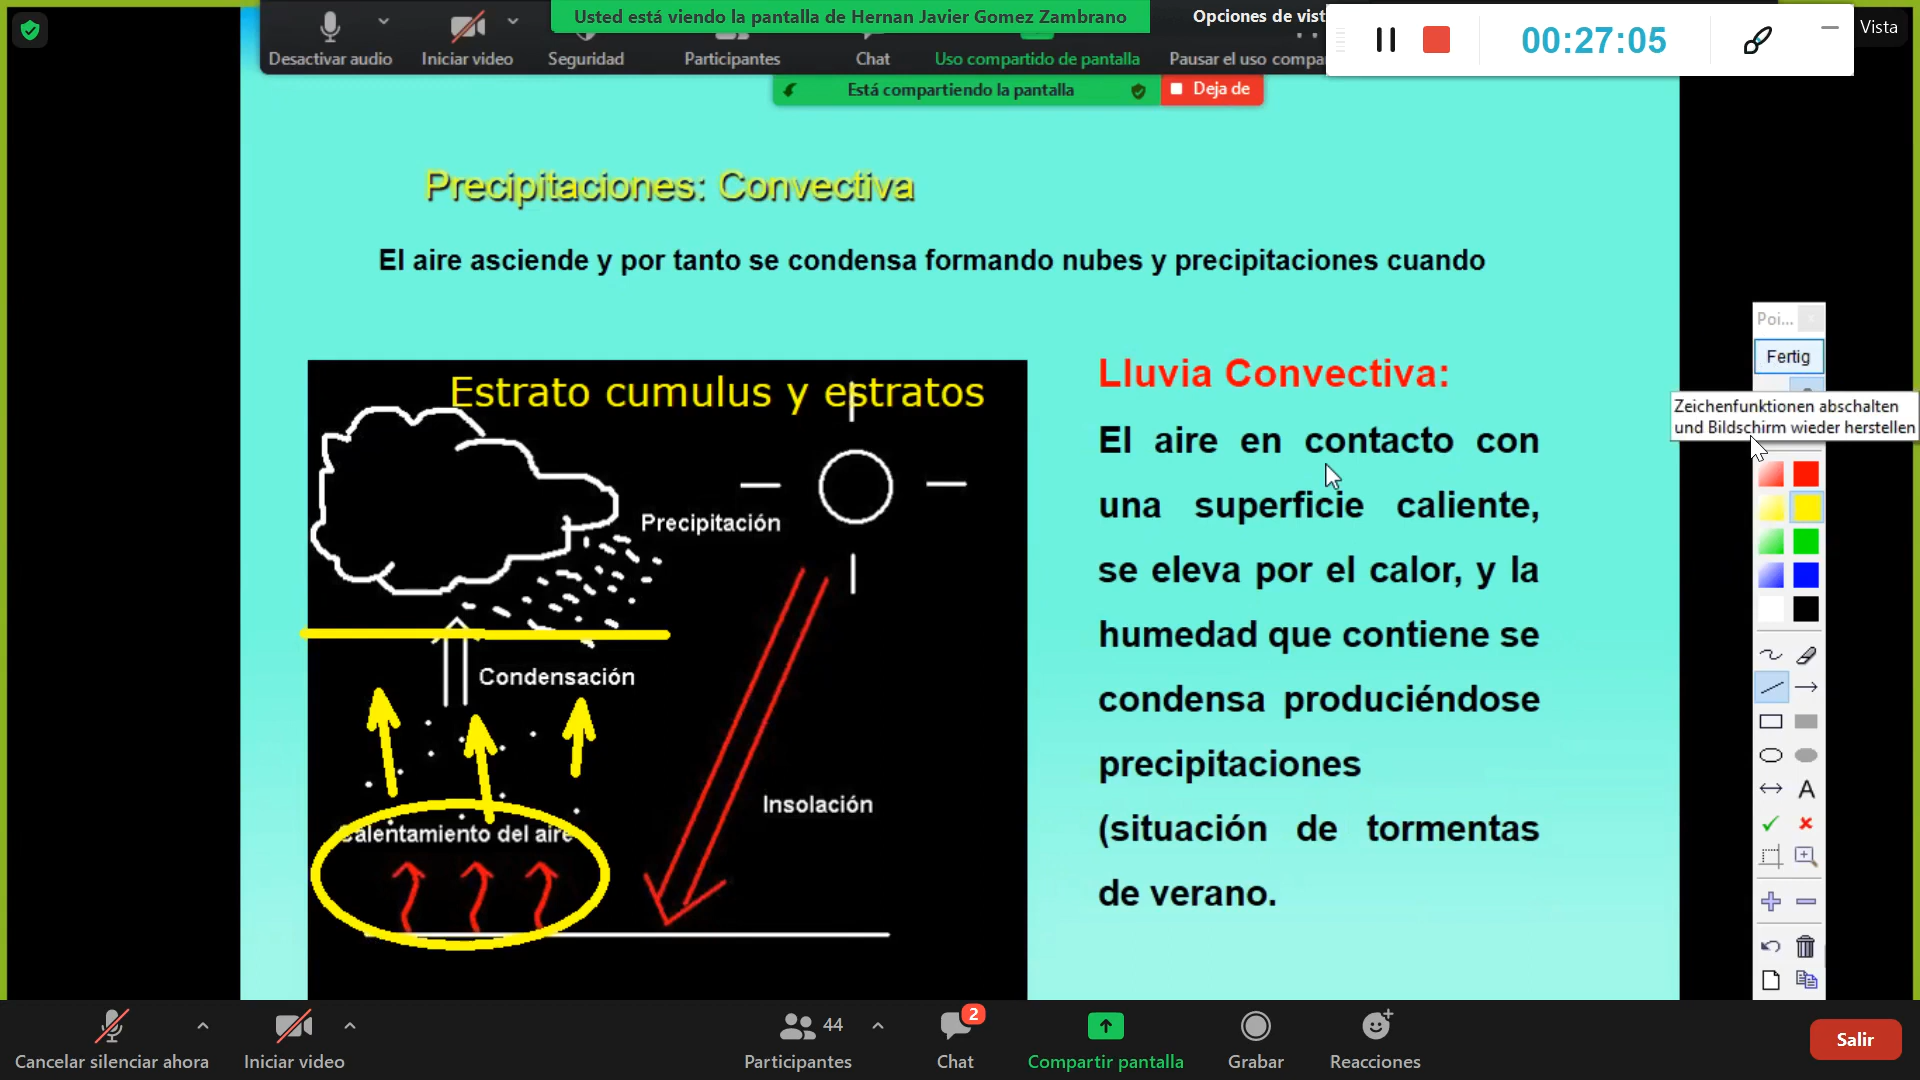 Usted está viendo la pantalla de Hernan Javier Gomez Zambrano
Opciones de vist
00:27:05
Vista
Desactivar audio
Iniciar video
Seguridad
Participantes
Chat
Uso compartido de pantalla
Pausar el uso compa
Está compartiendo la pantalla
Deja de
Precipitaciones: Convectiva
El aire asciende y por tanto se condensa formando nubes y precipitaciones cuando
Poi...
Fertig
Zeichenfunktionen abschalten
und Bildschirm wieder herstellen
Estrato cumulus y estratos
Precipitación
Condensación
Insolación
Calentamiento del aire
Lluvia Convectiva:
El aire en contacto con
una superficie caliente,
se eleva por el calor, y la
humedad que contiene se
condensa produciéndose
precipitaciones
(situación de tormentas
de verano.
A
Cancelar silenciar ahora
Iniciar video
44
Participantes
2
Chat
Compartir pantalla
Grabar
Reacciones
Salir